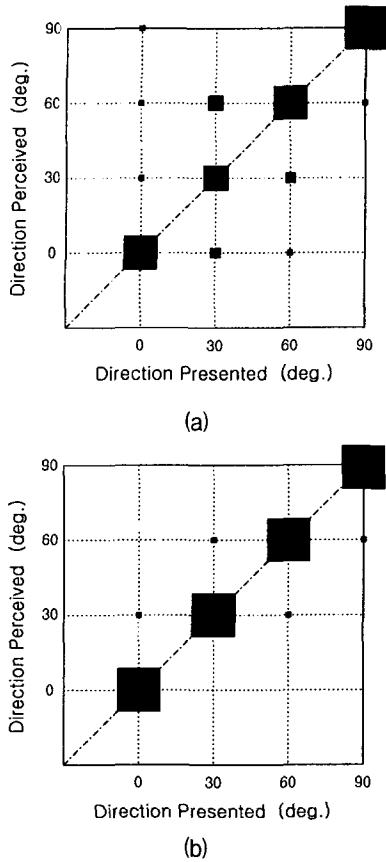 90
60
30
0
Direction Perceived (deg.)
0 30 60 90
Direction Presented (deg.)
(a)
90
60
30
0
Direction Perceived (deg.)
0 30 60 90
Direction Presented (deg.)
(b)